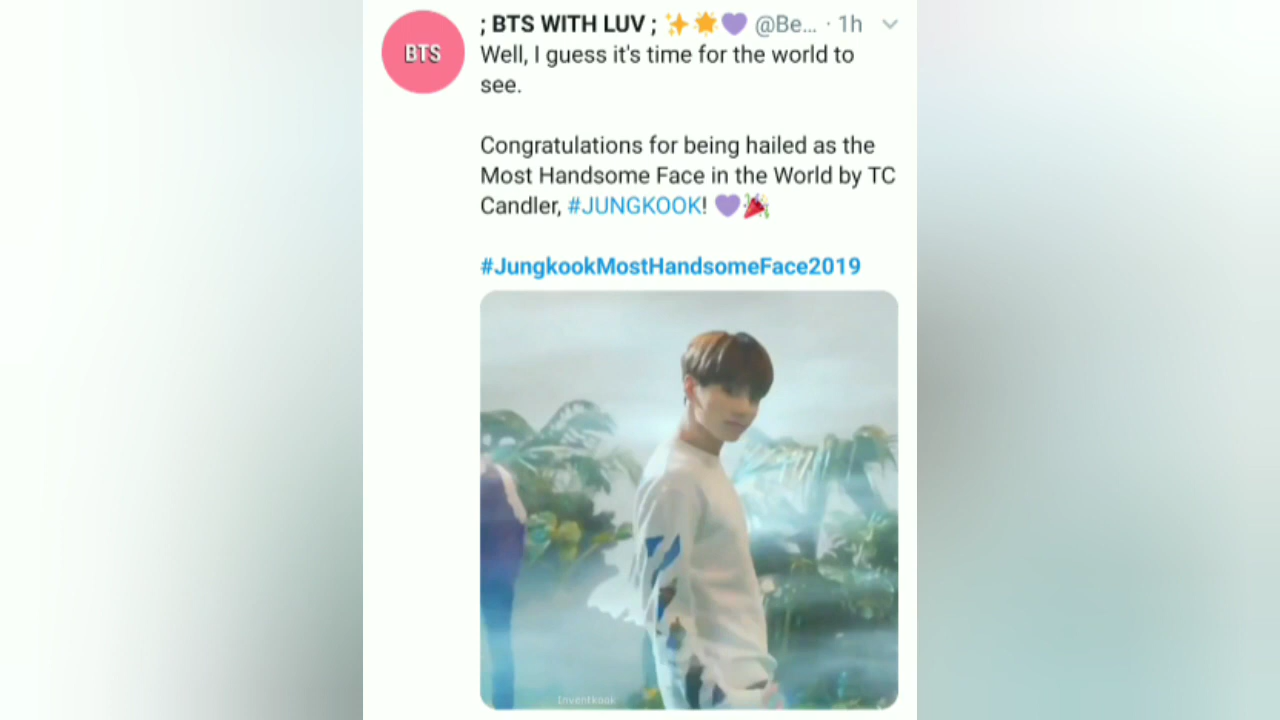 BTS
; BTS WITH LUV ; ✨🌟💜 @Be... · 1h
Well, I guess it's time for the world to
see.
Congratulations for being hailed as the
Most Handsome Face in the World by TC
Candler, #JUNGKOOK! 💜🎉
#JungkookMostHandsomeFace2019
Inventkook